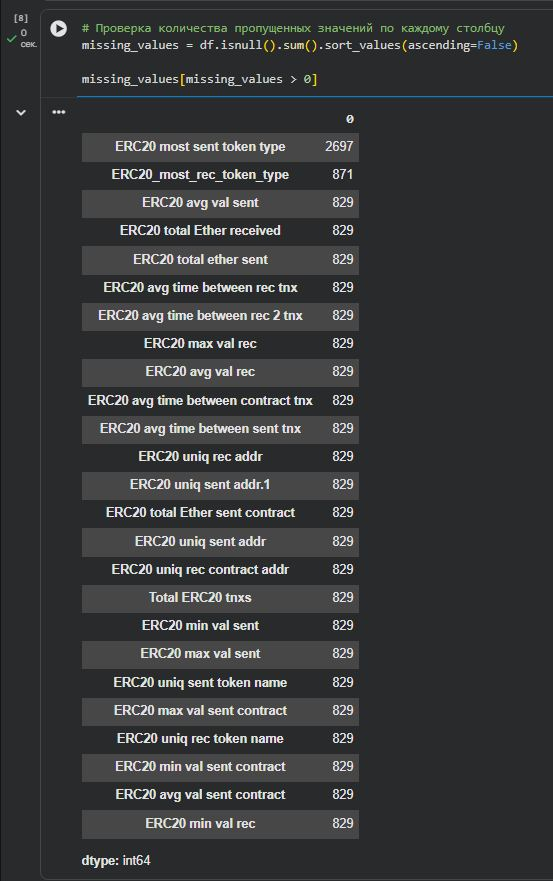 [8]
0
сек.
# Проверка количества пропущенных значений по каждому столбцу
missing_values = df.isnull().sum().sort_values(ascending=False)
missing_values[missing_values > 0]
0
ERC20 most sent token type 2697
ERC20_most_rec_token_type 871
ERC20 avg val sent 829
ERC20 total Ether received 829
ERC20 total ether sent 829
ERC20 avg time between rec tnx 829
ERC20 avg time between rec 2 tnx 829
ERC20 max val rec 829
ERC20 avg val rec 829
ERC20 avg time between contract tnx 829
ERC20 avg time between sent tnx 829
ERC20 uniq rec addr 829
ERC20 uniq sent addr.1 829
ERC20 total Ether sent contract 829
ERC20 uniq sent addr 829
ERC20 uniq rec contract addr 829
Total ERC20 tnxs 829
ERC20 min val sent 829
ERC20 max val sent 829
ERC20 uniq sent token name 829
ERC20 max val sent contract 829
ERC20 uniq rec token name 829
ERC20 min val sent contract 829
ERC20 avg val sent contract 829
ERC20 min val rec 829
dtype: int64